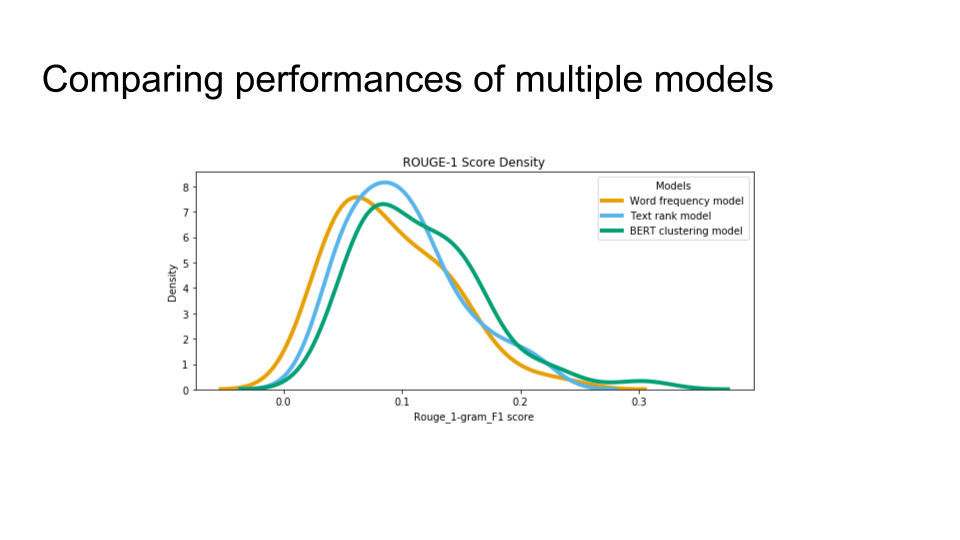 Comparing performances of multiple models
ROUGE-1 Score Density
Models
Word frequency model
Text rank model
BERT clustering model
Density
8
7
6
5
4
3
2
1
0
0.0 0.1 0.2 0.3
Rouge_1-gram_F1 score